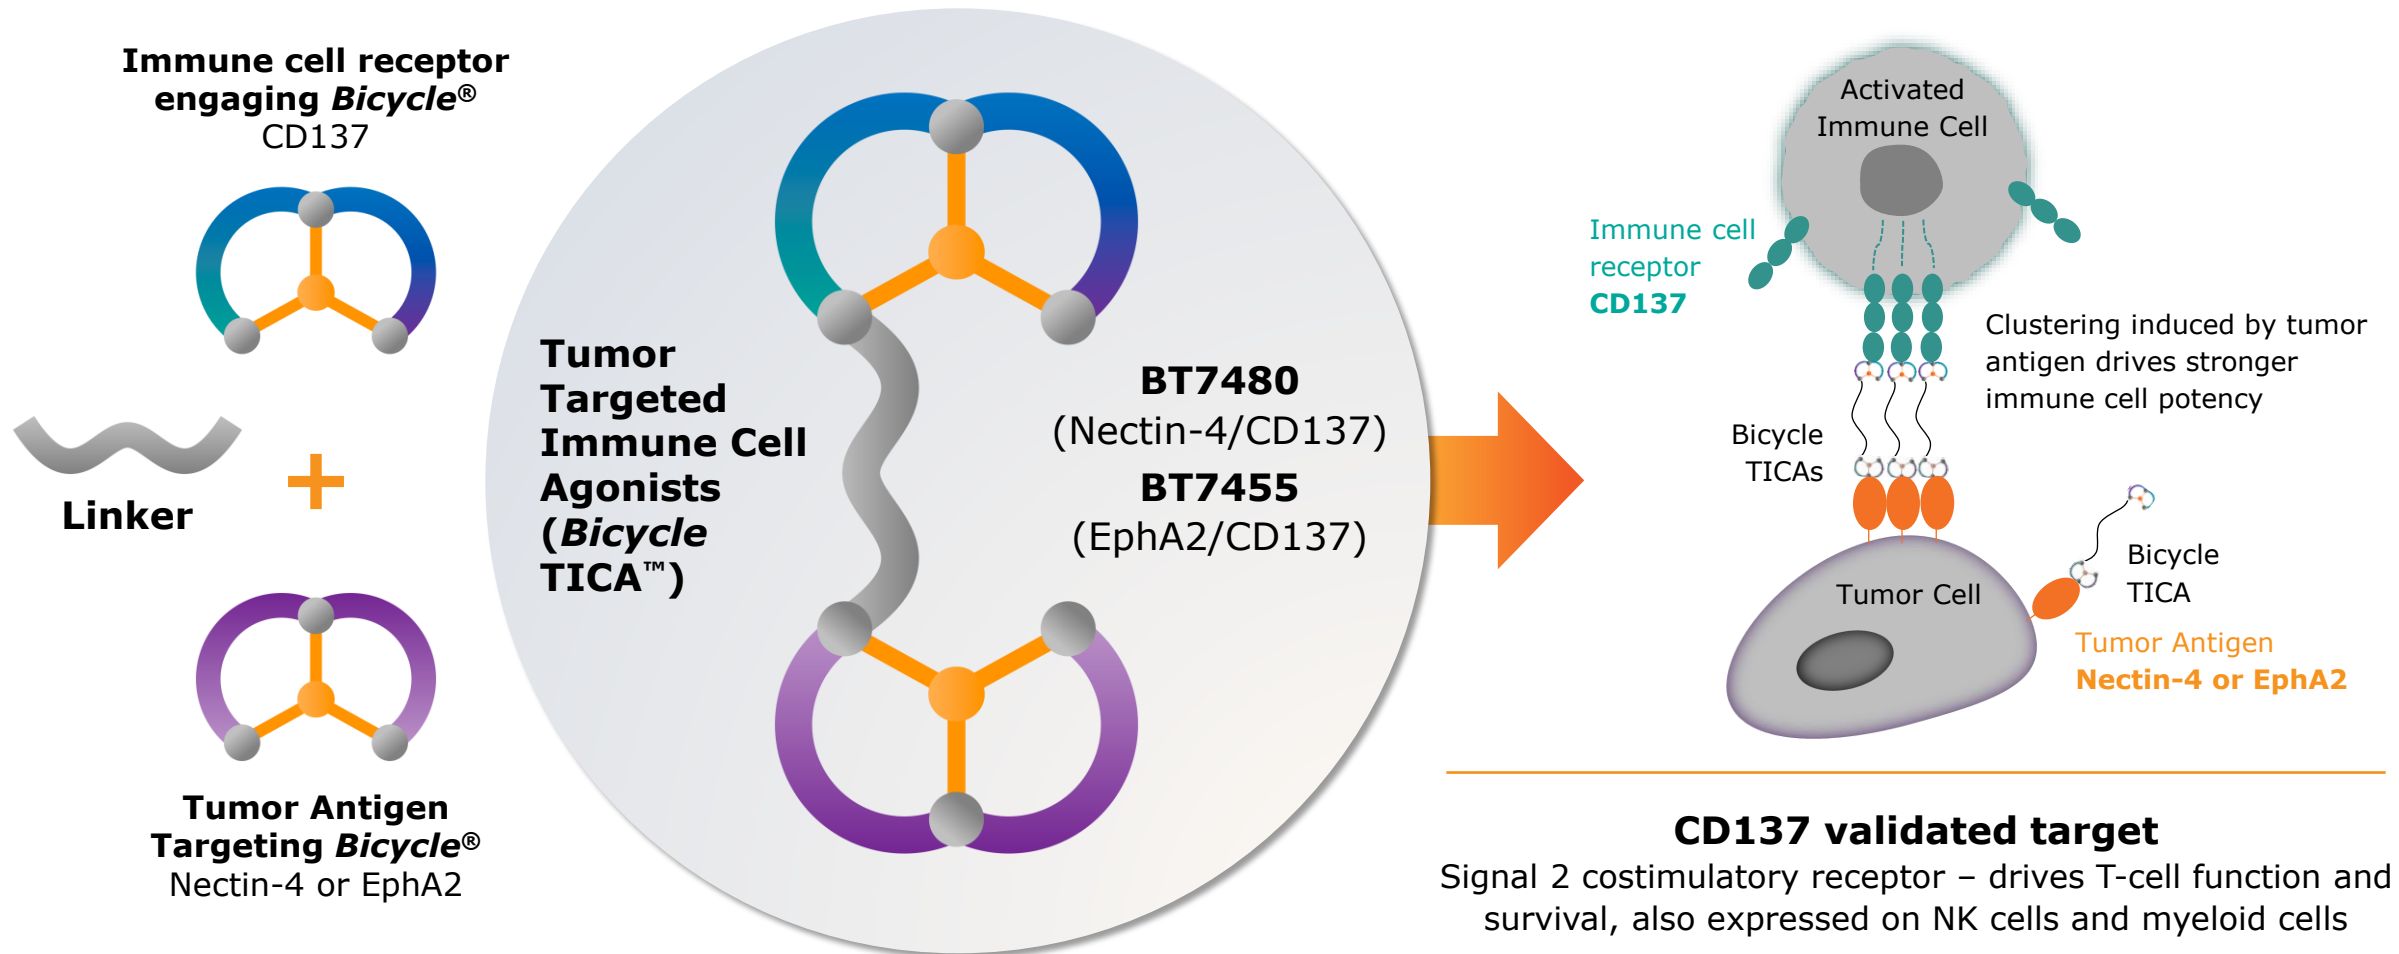 Immune cell receptor
engaging Bicycle®
CD137
Linker
+
Tumor Antigen
Targeting Bicycle®
Nectin-4 or EphA2
Tumor
Targeted
Immune Cell
Agonists
(Bicycle
TICA™)
BT7480
(Nectin-4/CD137)
BT7455
(EphA2/CD137)
Activated
Immune Cell
Immune cell
receptor
CD137
Clustering induced by tumor
antigen drives stronger
immune cell potency
Bicycle
TICAs
Bicycle
TICA
Tumor Cell
Tumor Antigen
Nectin-4 or EphA2
CD137 validated target
Signal 2 costimulatory receptor – drives T-cell function and
survival, also expressed on NK cells and myeloid cells